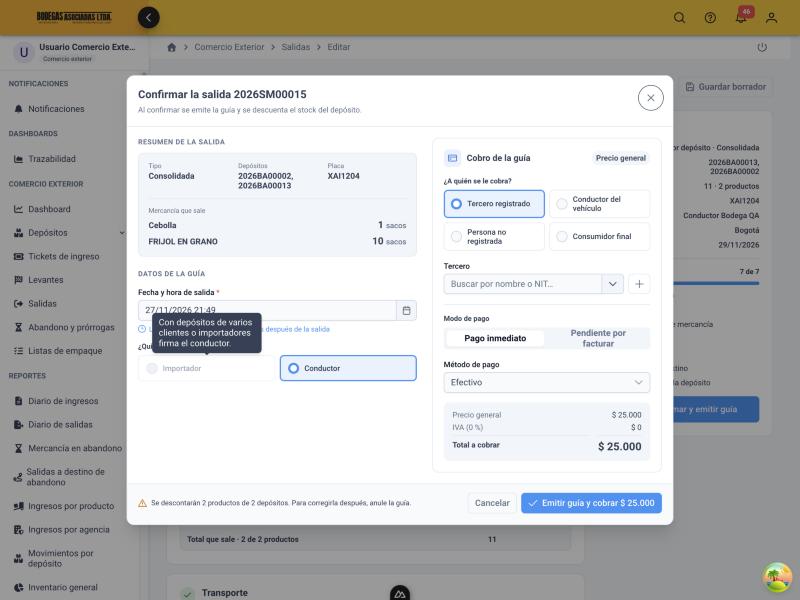 BODEGAS ASOCIADAS LTDA.
46
U
Usuario Comercio Exte...
Comercio exterior
Comercio Exterior
Salidas
Editar
NOTIFICACIONES
Notificaciones
DASHBOARDS
Trazabilidad
COMERCIO EXTERIOR
Dashboard
Depósitos
Tickets de ingreso
Levantes
Salidas
Abandono y prórrogas
Listas de empaque
REPORTES
Diario de ingresos
Diario de salidas
Mercancía en abandono
Salidas a destino de
abandono
Ingresos por producto
Ingresos por agencia
Movimientos por
depósito
Inventario general
Guardar borrador
or depósito · Consolidada
2026BA00013,
2026BA00002
11 · 2 productos
XAI1204
Conductor Bodega QA
Bogotá
29/11/2026
7 de 7
e mercancía
do
a depósito
mar y emitir guía
Confirmar la salida 2026SM00015
Al confirmar se emite la guía y se descuenta el stock del depósito.
RESUMEN DE LA SALIDA
Tipo
Consolidada
Depósitos
2026BA00002,
2026BA00013
Placa
XAI1204
Mercancía que sale
Cebolla
1 sacos
FRIJOL EN GRANO
10 sacos
DATOS DE LA GUÍA
Fecha y hora de salida *
27/11/2026 21:49
Con depósitos de varios
clientes o importadores
firma el conductor.
después de la salida
¿Qui
Importador
Conductor
Cobro de la guía
Precio general
¿A quién se le cobra?
Tercero registrado
Conductor del
vehículo
Persona no
registrada
Consumidor final
Tercero
Buscar por nombre o NIT...
Modo de pago
Pago inmediato
Pendiente por
facturar
Método de pago
Efectivo
Precio general
$ 25.000
IVA (0 %)
$ 0
Total a cobrar
$ 25.000
Se descontarán 2 productos de 2 depósitos. Para corregirla después, anule la guía.
Cancelar
Emitir guía y cobrar $ 25.000
Total que sale · 2 de 2 productos
11
Transporte